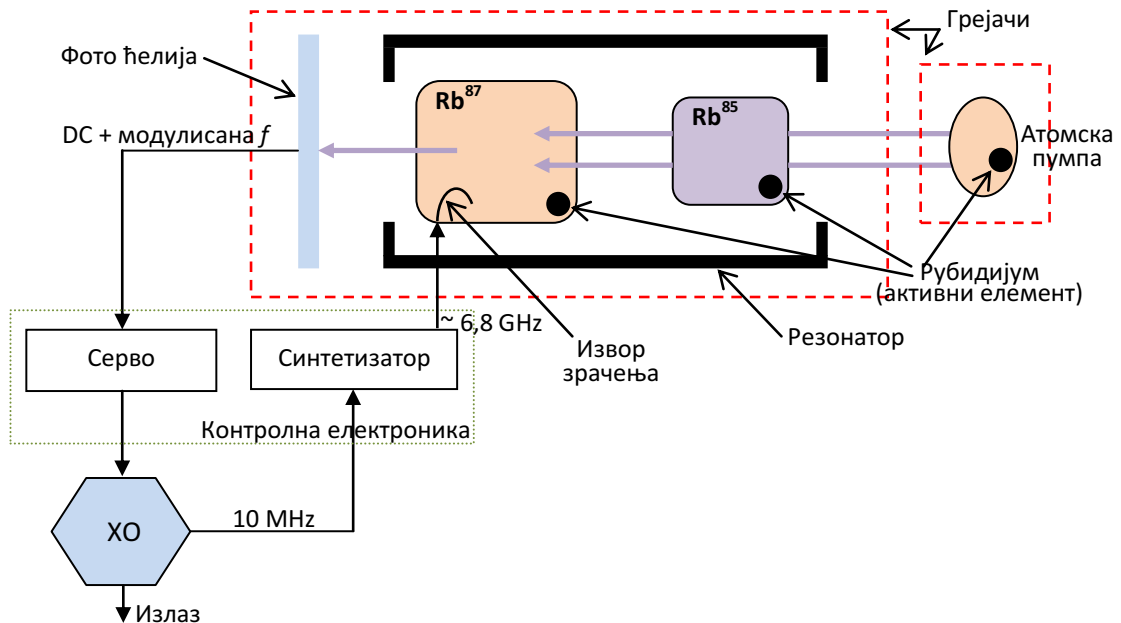 Грејачи
Фото ћелија
Rb87
Rb85
DC + модулисана f
Атомска
пумпа
Рубидијум
(активни елемент)
~ 6,8 GHz
Резонатор
Извор
зрачења
Серво
Синтетизатор
Контролна електроника
XO
10 MHz
Излаз